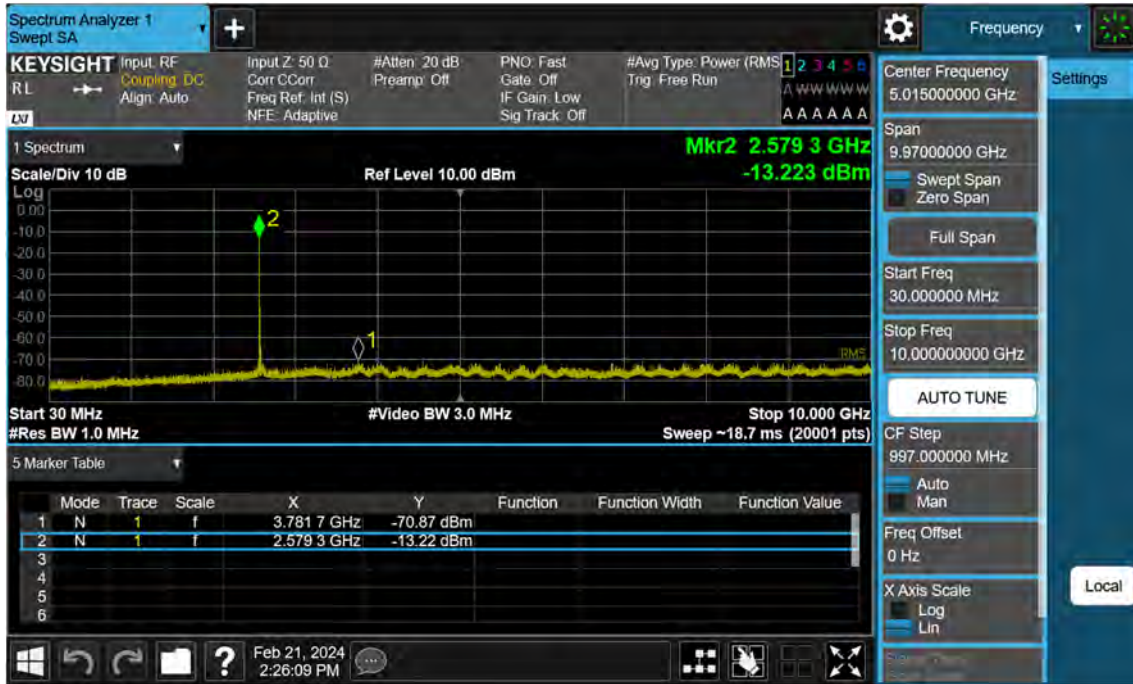 Spectrum Analyzer 1
Swept SA
+
Frequency
KEYSIGHT
RL
LXI
Input: RF
Coupling: DC
Align: Auto
Input Z: 50 Ω
Corr CCorr
Freq Ref: Int (S)
NFE: Adaptive
#Atten: 20 dB
Preamp: Off
PNO: Fast
Gate: Off
IF Gain: Low
Sig Track: Off
#Avg Type: Power (RMS
Trig: Free Run
1 2 3 4 5 6
A W W W W W
A A A A A A
Center Frequency
5.015000000 GHz
Settings
1 Spectrum
Mkr2 2.579 3 GHz
Scale/Div 10 dB
Ref Level 10.00 dBm
-13.223 dBm
Span
9.97000000 GHz
Swept Span
Zero Span
Log
0.00
-10.0
-20.0
-30.0
-40.0
-50.0
-60.0
-70.0
-80.0
2
1
RMS
Full Span
Start Freq
30.000000 MHz
Stop Freq
10.000000000 GHz
AUTO TUNE
Start 30 MHz
#Video BW 3.0 MHz
Stop 10.000 GHz
#Res BW 1.0 MHz
Sweep ~18.7 ms (20001 pts)
CF Step
997.000000 MHz
Auto
Man
5 Marker Table
Mode Trace Scale X Y Function Function Width Function Value
1 N 1 f 3.781 7 GHz -70.87 dBm
2 N 1 f 2.579 3 GHz -13.22 dBm
3
4
5
6
Freq Offset
0 Hz
X Axis Scale
Log
Lin
Local
?
Feb 21, 2024
2:26:09 PM